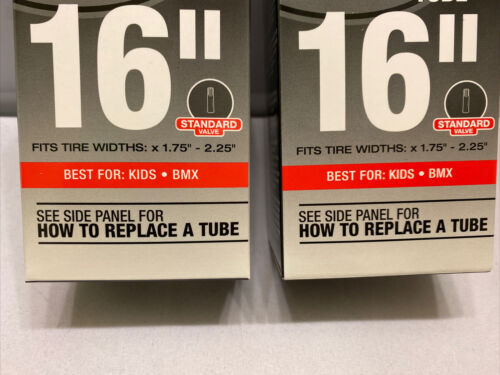 16"
STANDARD
VALVE
FITS TIRE WIDTHS: x 1.75" - 2.25"
BEST FOR: KIDS • BMX
SEE SIDE PANEL FOR
HOW TO REPLACE A TUBE
TUBE
16"
STANDARD
VALVE
FITS TIRE WIDTHS: x 1.75" - 2.25"
BEST FOR: KIDS • BMX
SEE SIDE PANEL FOR
HOW TO REPLACE A TUBE